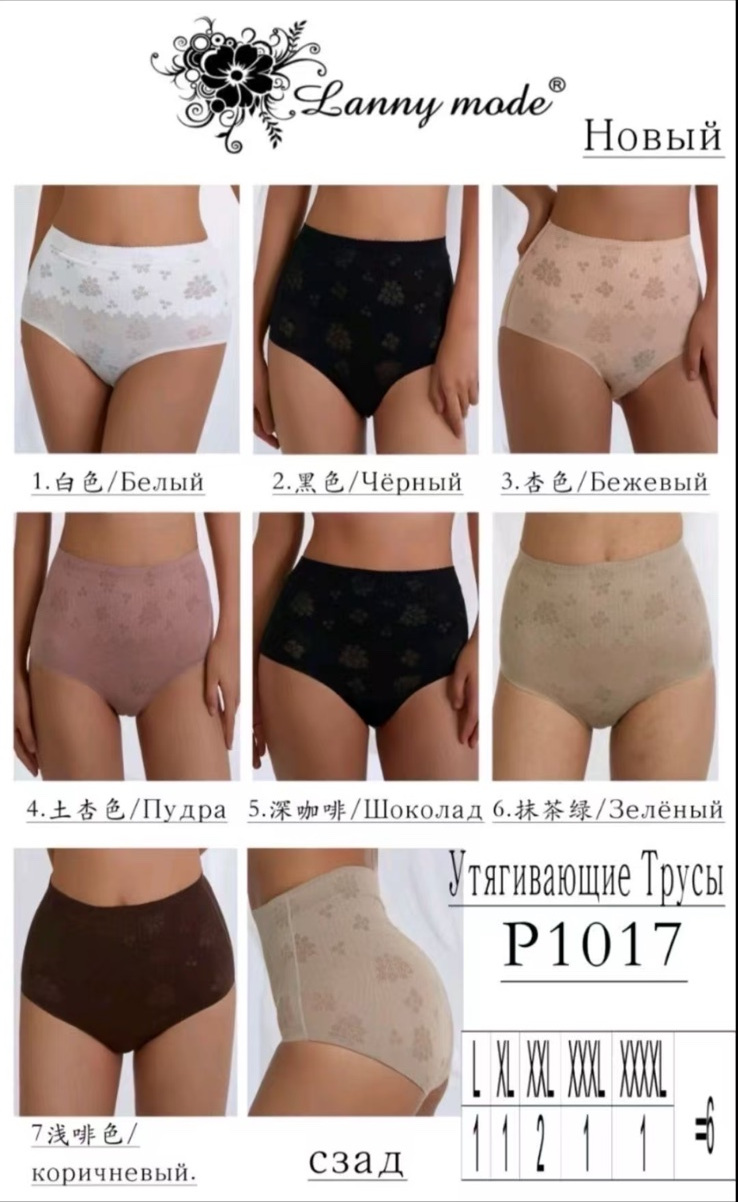 Lanny mode®
Новый
1.白色/Белый
2.黑色/Чёрный
3.杏色/Бежевый
4.土杏色/Пудра
5.深咖啡/Шоколад
6.抹茶绿/Зелёный
Утягивающие Трусы
P1017
L XL XXL XXXL XXXXL
1 1 2 1 1 =6
7浅啡色/
коричневый.
сзад